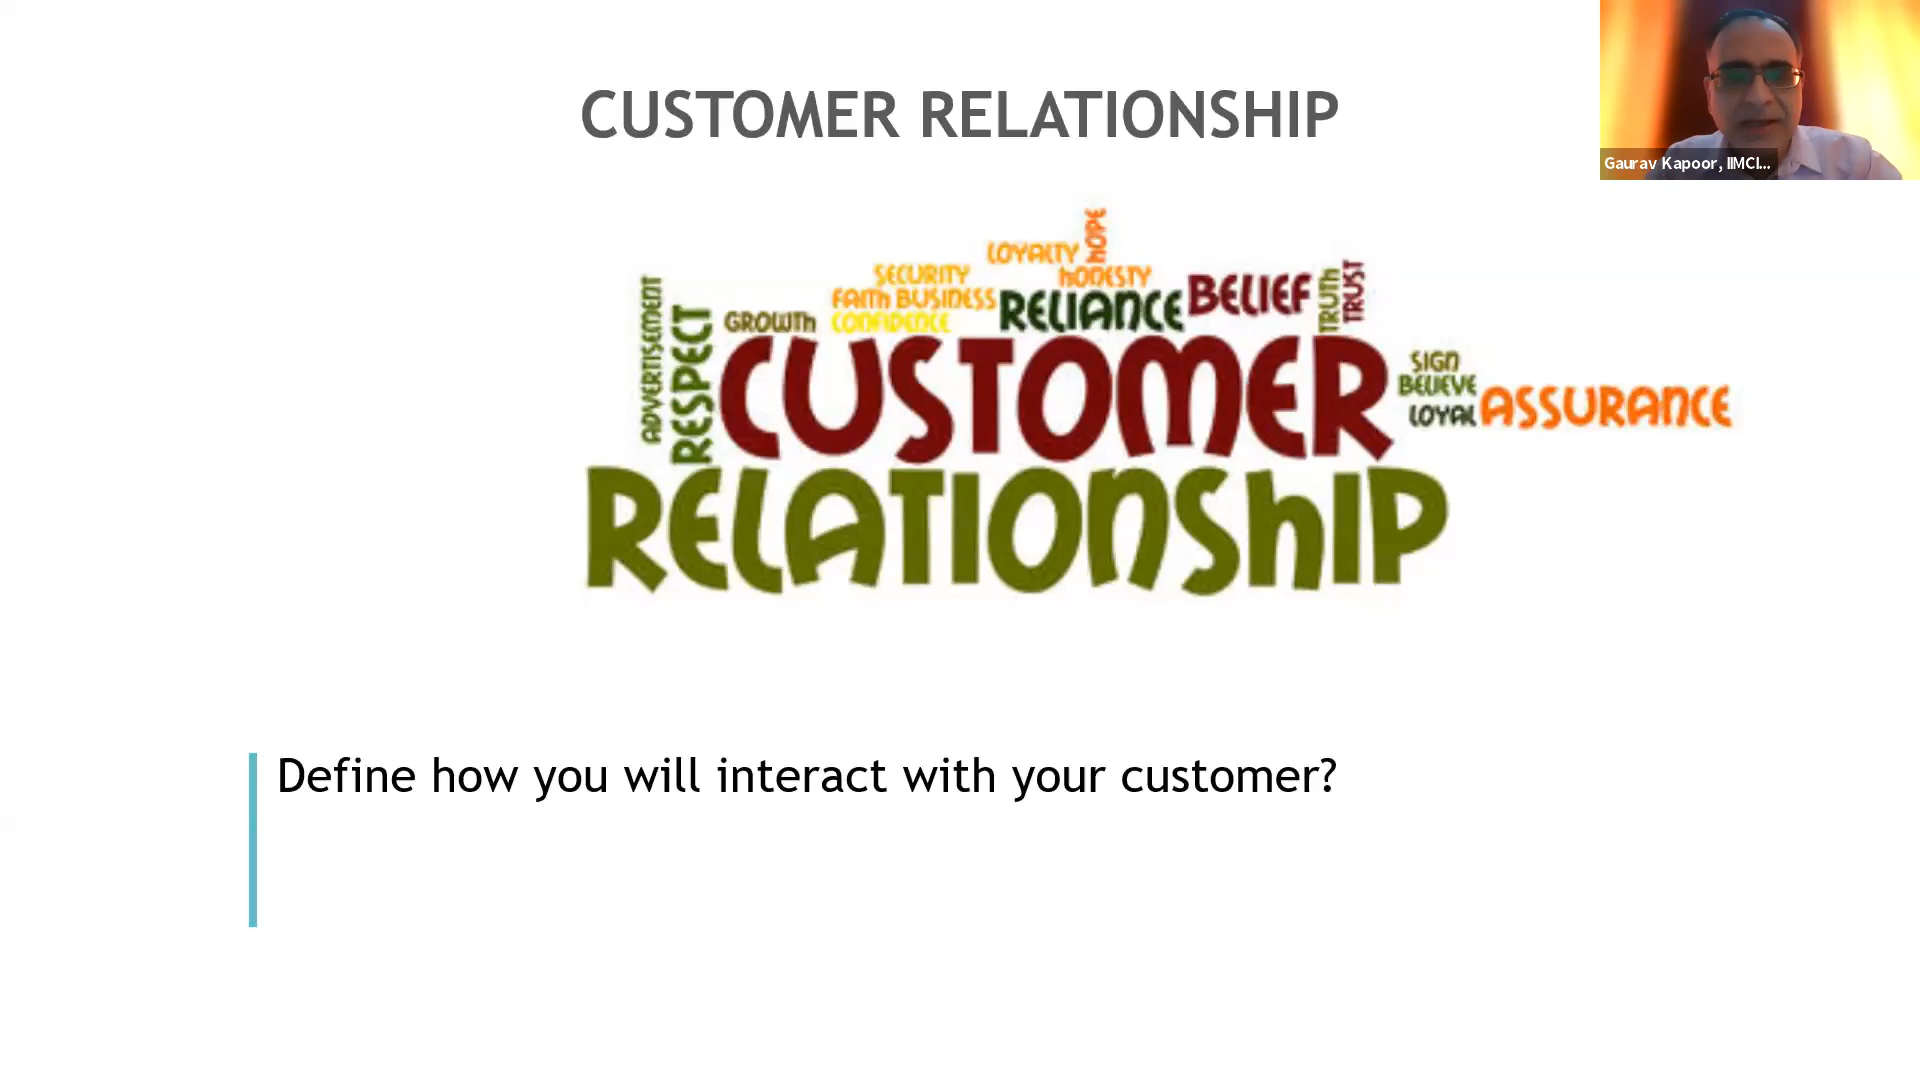 CUSTOMER RELATIONSHIP
Gaurav Kapoor, IIMCI...
HOPE
LOYALTY
SECURITY
HONESTY
FAITH BUSINESS
RELIANCE
BELIEF
TRUTH
TRUST
ADVERTISEMENT
RESPECT
GROWTH
CONFIDENCE
CUSTOMER
SIGN
BELIEVE
LOYAL
ASSURANCE
RELATIONSHIP
Define how you will interact with your customer?